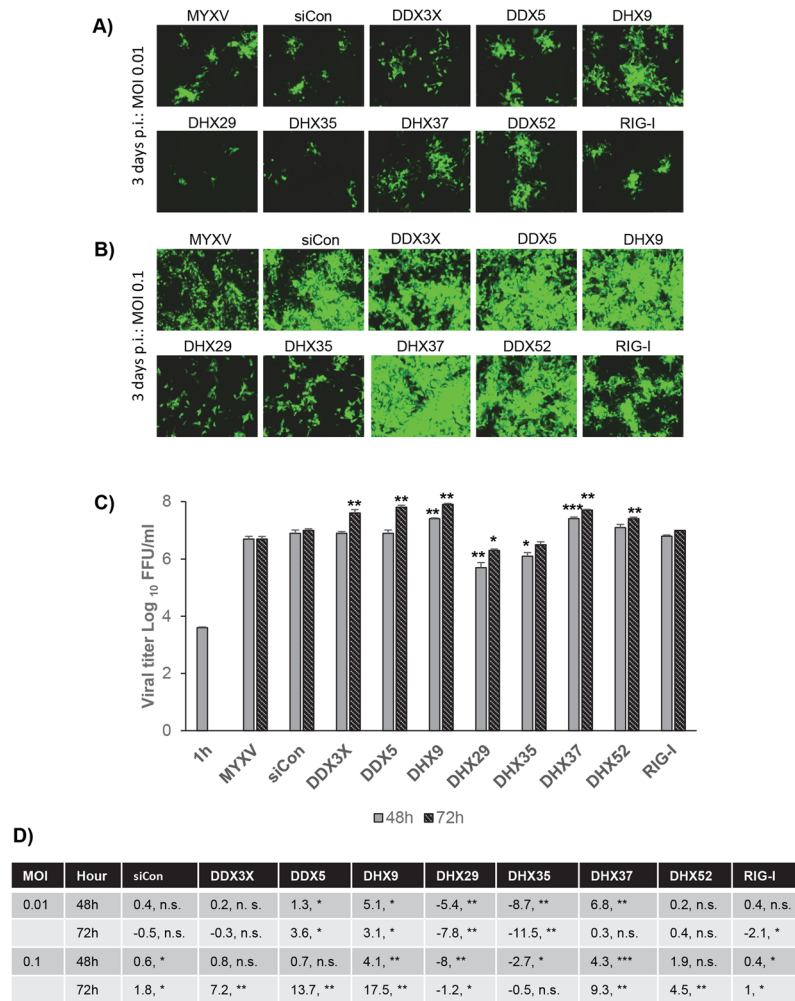 A)
3 days p.i.: MOI 0.01
MYXV siCon DDX3X DDX5 DHX9
DHX29 DHX35 DHX37 DDX52 RIG-I
B)
3 days p.i.: MOI 0.1
MYXV siCon DDX3X DDX5 DHX9
DHX29 DHX35 DHX37 DDX52 RIG-I
C)
Viral titer Log 10 FFU/ml
8
6
4
2
0
** ** ** ** ** * * *** ** **
1h MYXV siCon DDX3X DDX5 DHX9 DHX29 DHX35 DHX37 DHX52 RIG-I
48h 72h
D)
MOI Hour siCon DDX3X DDX5 DHX9 DHX29 DHX35 DHX37 DHX52 RIG-I
0.01 48h 0.4, n.s. 0.2, n. s. 1.3, * 5.1, * -5.4, ** -8.7, ** 6.8, ** 0.2, n.s. 0.4, n.s.
72h -0.5, n.s. -0.3, n.s. 3.6, * 3.1, * -7.8, ** -11.5, ** 0.3, n.s. 0.4, n.s. -2.1, *
0.1 48h 0.6, * 0.8, n.s. 0.7, n.s. 4.1, ** -8, ** -2.7, * 4.3, *** 1.9, n.s. 0.4, *
72h 1.8, * 7.2, ** 13.7, ** 17.5, ** -1.2, * -0.5, n.s. 9.3, ** 4.5, ** 1, *